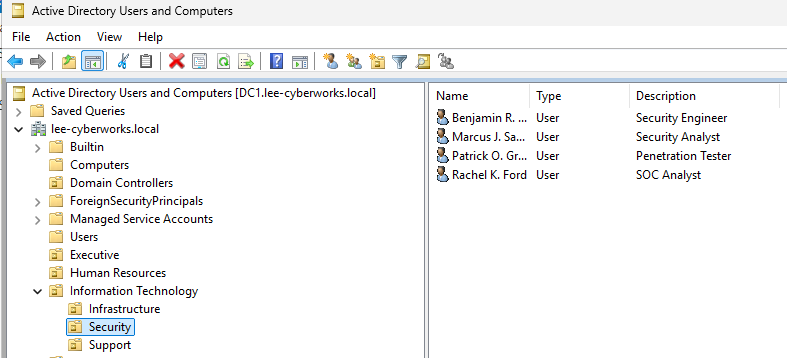 Active Directory Users and Computers
File Action View Help
Active Directory Users and Computers [DC1.lee-cyberworks.local]
Saved Queries
lee-cyberworks.local
Builtin
Computers
Domain Controllers
ForeignSecurityPrincipals
Managed Service Accounts
Users
Executive
Human Resources
Information Technology
Infrastructure
Security
Support
Name Type Description
Benjamin R. ... User Security Engineer
Marcus J. Sa... User Security Analyst
Patrick O. Gr... User Penetration Tester
Rachel K. Ford User SOC Analyst